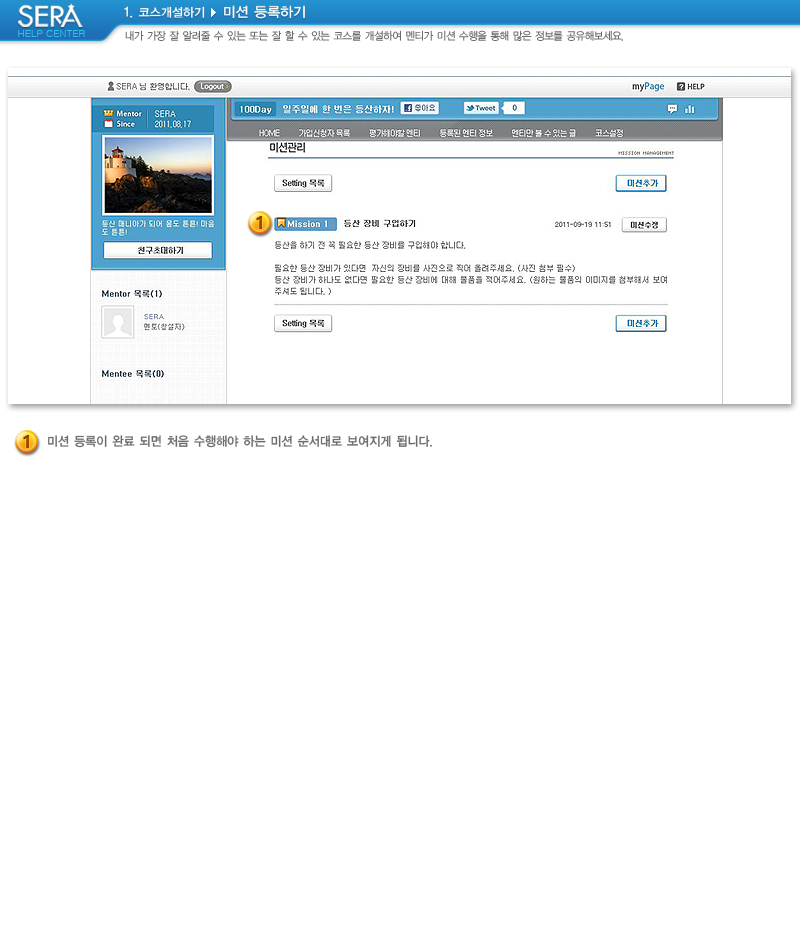 SERA
HELP CENTER
1. 코스개설하기 ▶ 미션 등록하기
내가 가장 잘 알려줄 수 있는 또는 잘 할 수 있는 코스를 개설하여 멘티가 미션 수행을 통해 많은 정보를 공유해보세요.
SERA 님 환영합니다. Logout
myPage ? HELP
Mentor SERA
Since 2011.08.17
100Day 일주일에 한 번은 등산하자! 좋아요 Tweet 0
HOME 가입신청자 목록 평가해야할 멘티 등록된 멘티 정보 멘티만 볼 수 있는 글 코스설정
미션관리
MISSION MANAGEMENT
등산 매니아가 되어 몸도 튼튼! 마음
도 튼튼!
친구초대하기
Mentor 목록(1)
SERA
멘토(창설자)
Mentee 목록(0)
Setting 목록 미션추가
1 Mission 1 등산 장비 구입하기 2011-09-19 11:51 미션수정
등산을 하기 전 꼭 필요한 등산 장비를 구입해야 합니다.
필요한 등산 장비가 있다면 자신의 장비를 사진으로 찍어 올려주세요. (사진 첨부 필수)
등산 장비가 하나도 없다면 필요한 등산 장비에 대해 물품을 적어주세요. (원하는 물품의 이미지를 첨부해서 보여
주셔도 됩니다. )
Setting 목록 미션추가
1 미션 등록이 완료 되면 처음 수행해야 하는 미션 순서대로 보여지게 됩니다.